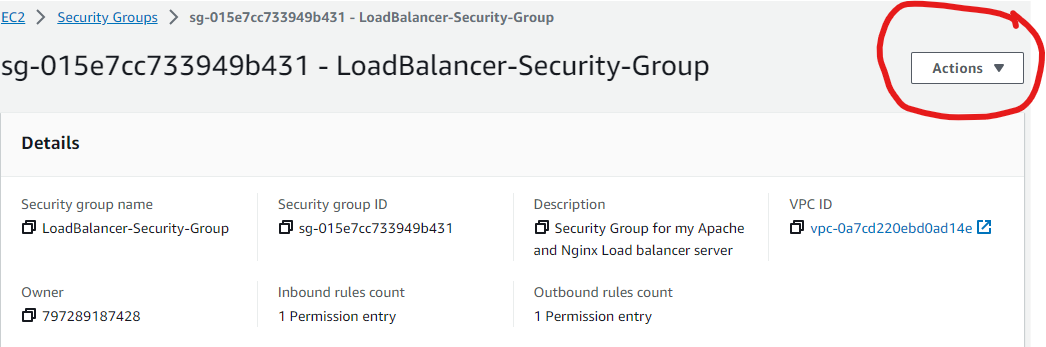 EC2 > Security Groups > sg-015e7cc733949b431 - LoadBalancer-Security-Group
sg-015e7cc733949b431 - LoadBalancer-Security-Group
Actions ▼
Details
Security group name
LoadBalancer-Security-Group
Security group ID
sg-015e7cc733949b431
Description
Security Group for my Apache
and Nginx Load balancer server
VPC ID
vpc-0a7cd220ebd0ad14e
Owner
797289187428
Inbound rules count
1 Permission entry
Outbound rules count
1 Permission entry